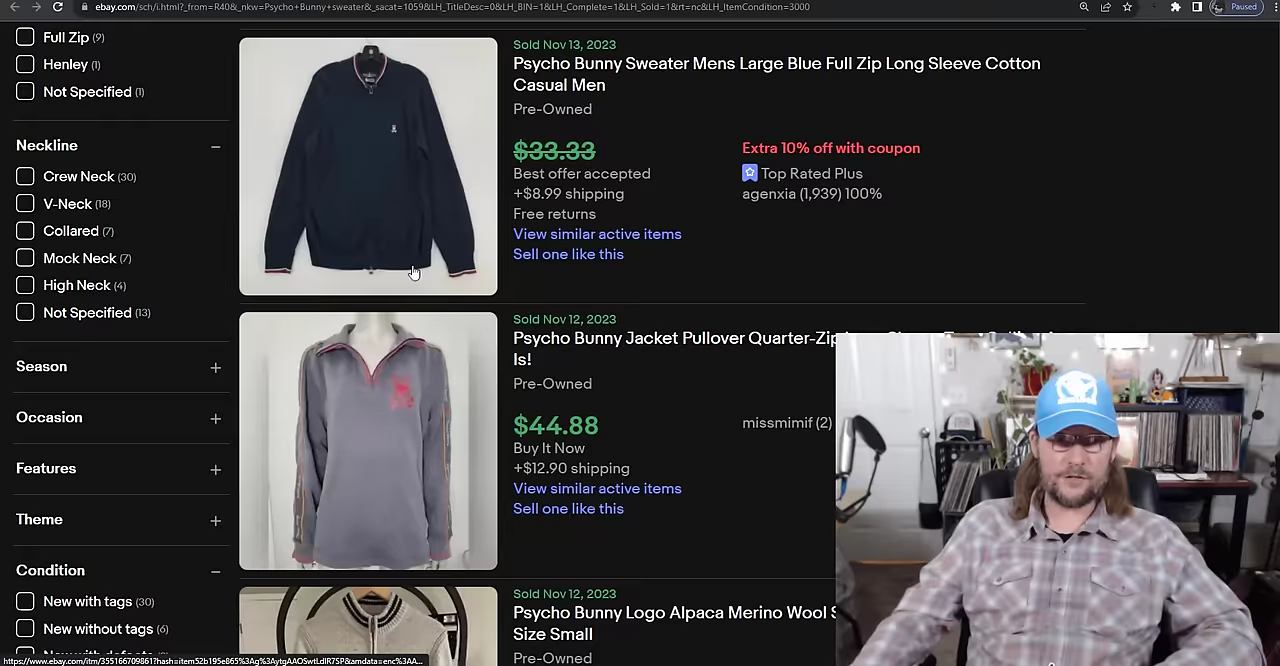 ebay.com/sch/i.html?_from=R40&_nkw=Psycho+Bunny+sweater&_sacat=1059&LH_TitleDesc=0&LH_BIN=1&LH_Complete=1&LH_Sold=1&rt=nc&LH_ItemCondition=3000
Paused
Full Zip (9)
Henley (1)
Not Specified (1)
Neckline
Crew Neck (30)
V-Neck (18)
Collared (7)
Mock Neck (7)
High Neck (4)
Not Specified (13)
Season
Occasion
Features
Theme
Condition
New with tags (30)
New without tags (6)
Sold Nov 13, 2023
Psycho Bunny Sweater Mens Large Blue Full Zip Long Sleeve Cotton
Casual Men
Pre-Owned
$33.33
Best offer accepted
+$8.99 shipping
Free returns
View similar active items
Sell one like this
Extra 10% off with coupon
Top Rated Plus
agenxia (1,939) 100%
Sold Nov 12, 2023
Psycho Bunny Jacket Pullover Quarter-Zip
Is!
Pre-Owned
$44.88
Buy It Now
+$12.90 shipping
View similar active items
Sell one like this
missmimif (2)
Sold Nov 12, 2023
Psycho Bunny Logo Alpaca Merino Wool
Size Small
Pre-Owned